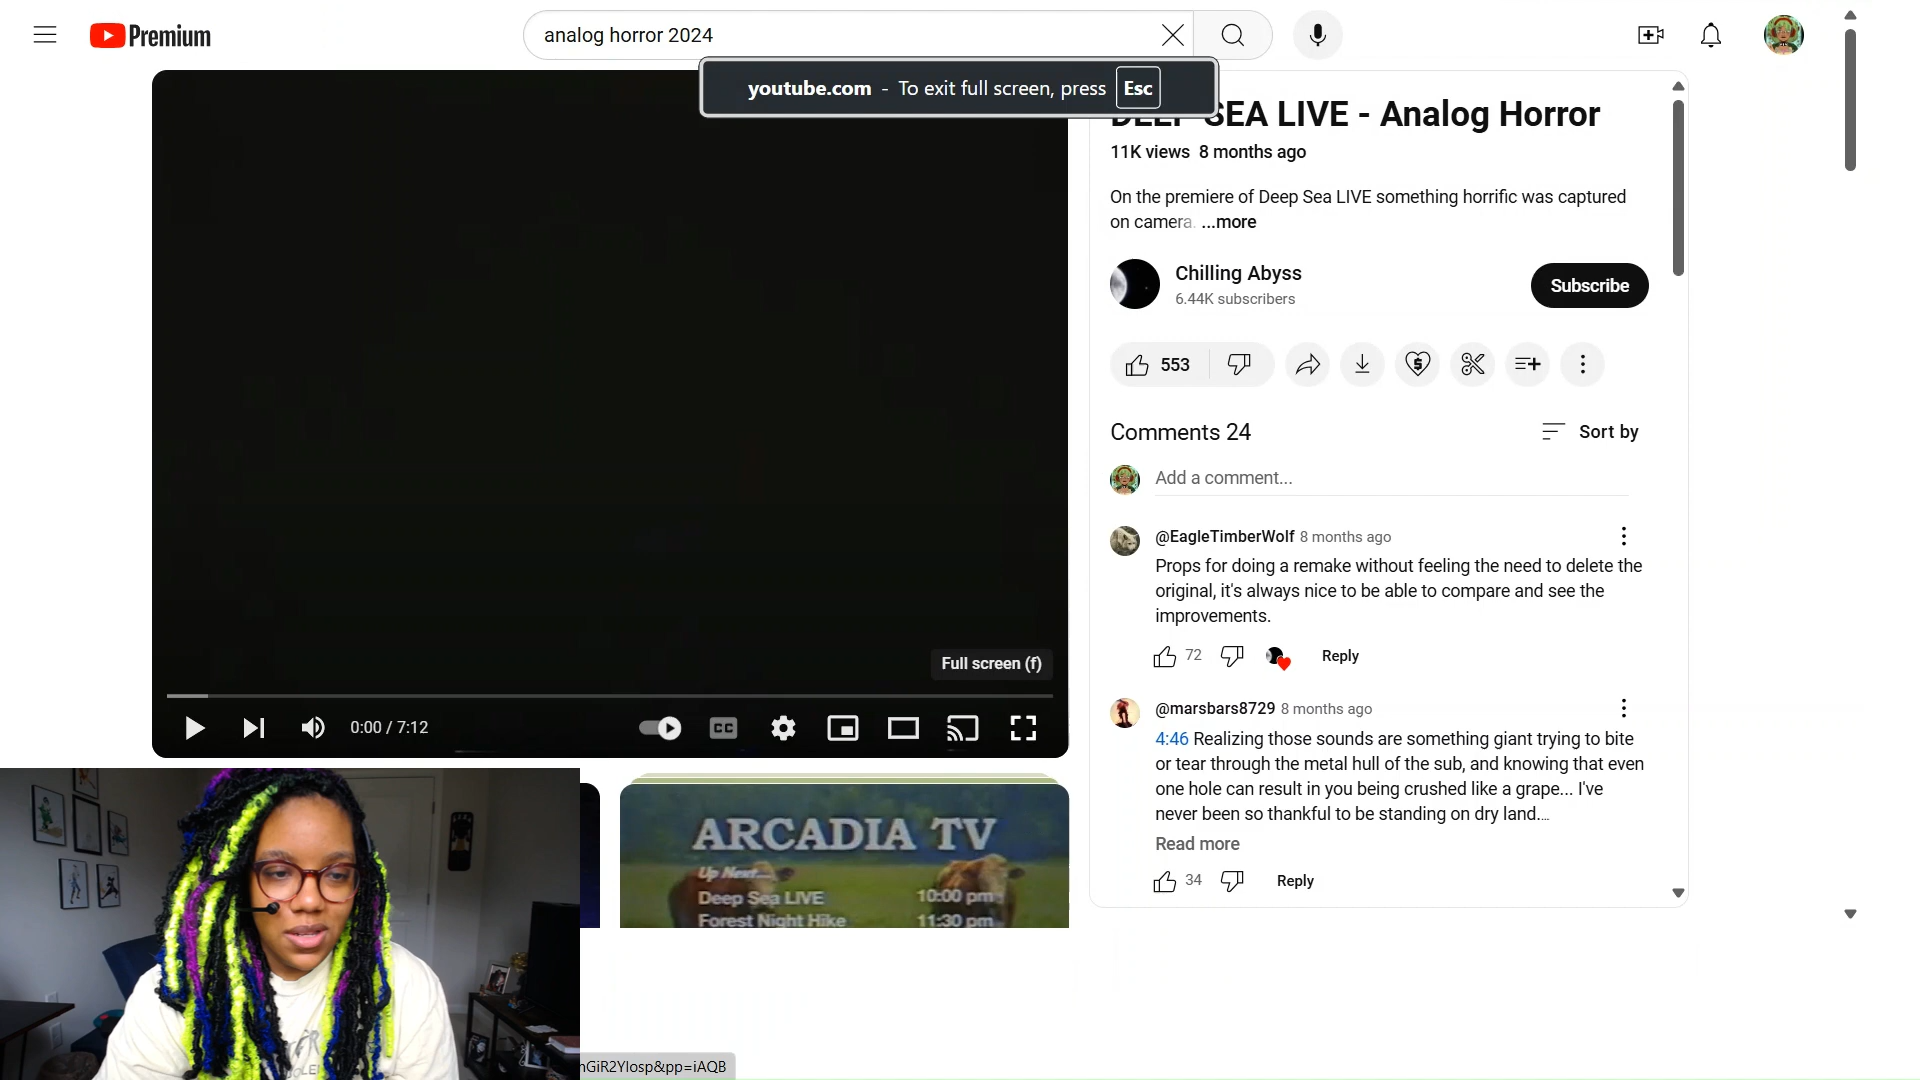 Premium
analog horror 2024
youtube.com - To exit full screen, press Esc
DEEP SEA LIVE - Analog Horror
11K views 8 months ago
On the premiere of Deep Sea LIVE something horrific was captured
on camera. ...more
Chilling Abyss
6.44K subscribers
Subscribe
553
Comments 24
Sort by
Add a comment...
@EagleTimberWolf 8 months ago
Props for doing a remake without feeling the need to delete the
original, it's always nice to be able to compare and see the
improvements.
72
Reply
@marsbars8729 8 months ago
4:46 Realizing those sounds are something giant trying to bite
or tear through the metal hull of the sub, and knowing that even
one hole can result in you being crushed like a grape... I've
never been so thankful to be standing on dry land....
Read more
34
Reply
Full screen (f)
0:00 / 7:12
CC
ARCADIA TV
Up Next....
Deep Sea LIVE 10:00 pm
Forest Night Hike 11:30 pm
nGiR2YIosp&pp=iAQB